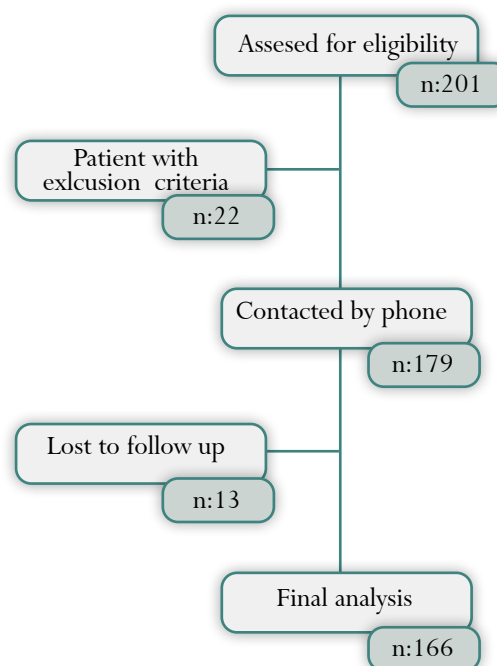 Assesed for eligibility
n:201
Patient with
exlcusion criteria
n:22
Contacted by phone
n:179
Lost to follow up
n:13
Final analysis
n:166